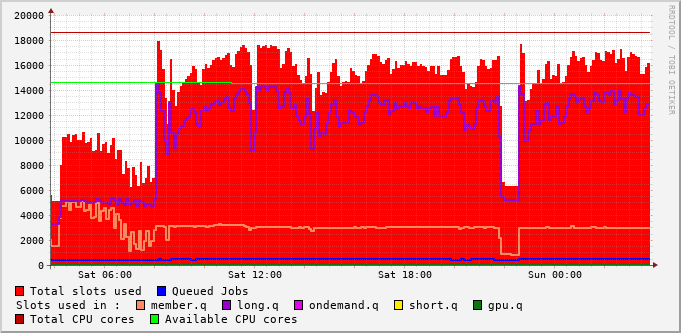 20000
18000
16000
14000
12000
10000
8000
6000
4000
2000
0
Sat 06:00 Sat 12:00 Sat 18:00 Sun 00:00
RRDTOOL / TOBI OETIKER
Total slots used Queued Jobs
Slots used in : member.q long.q ondemand.q short.q gpu.q
Total CPU cores Available CPU cores